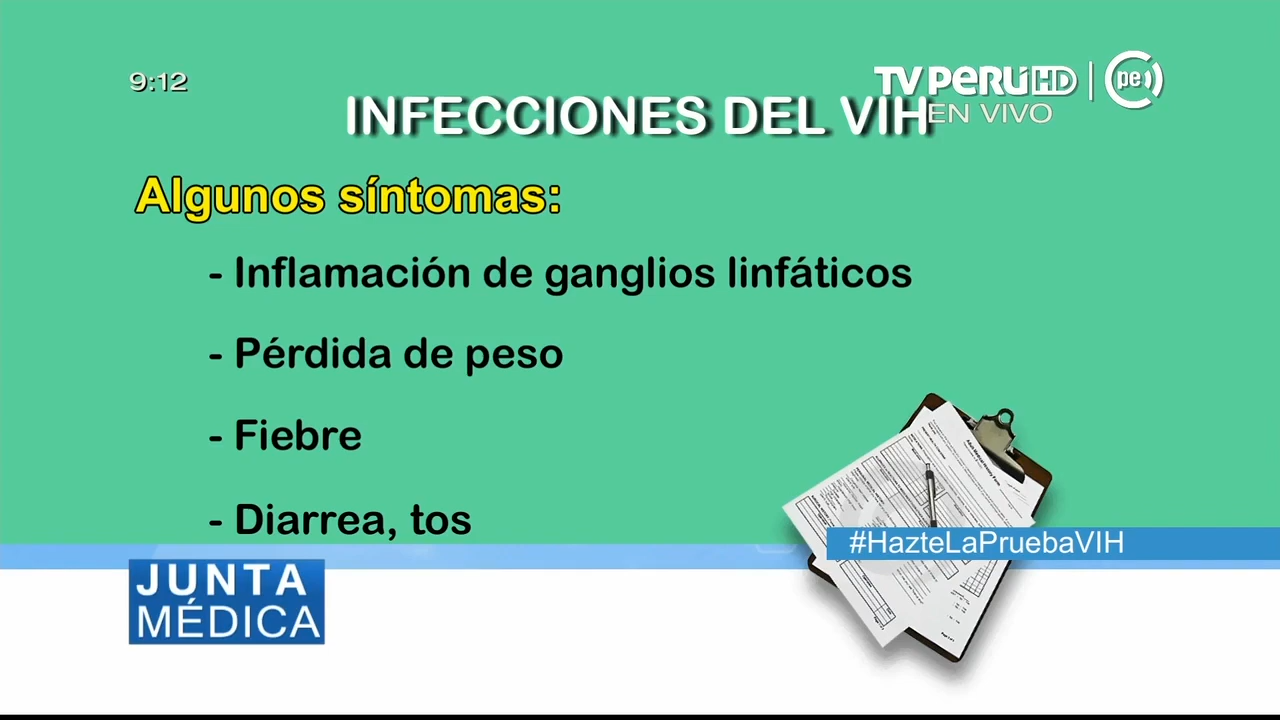 9:12
TV PERÚ HD
pe
EN VIVO
INFECCIONES DEL VIH
Algunos síntomas:
- Inflamación de ganglios linfáticos
- Pérdida de peso
- Fiebre
- Diarrea, tos
#HazteLaPruebaVIH
JUNTA
MÉDICA